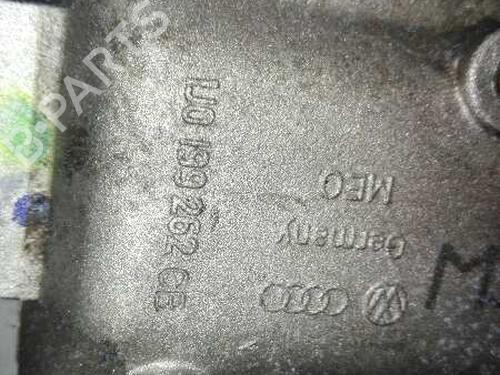 B-PARTS
1J0 199 262 CE
MEO
Germany
M